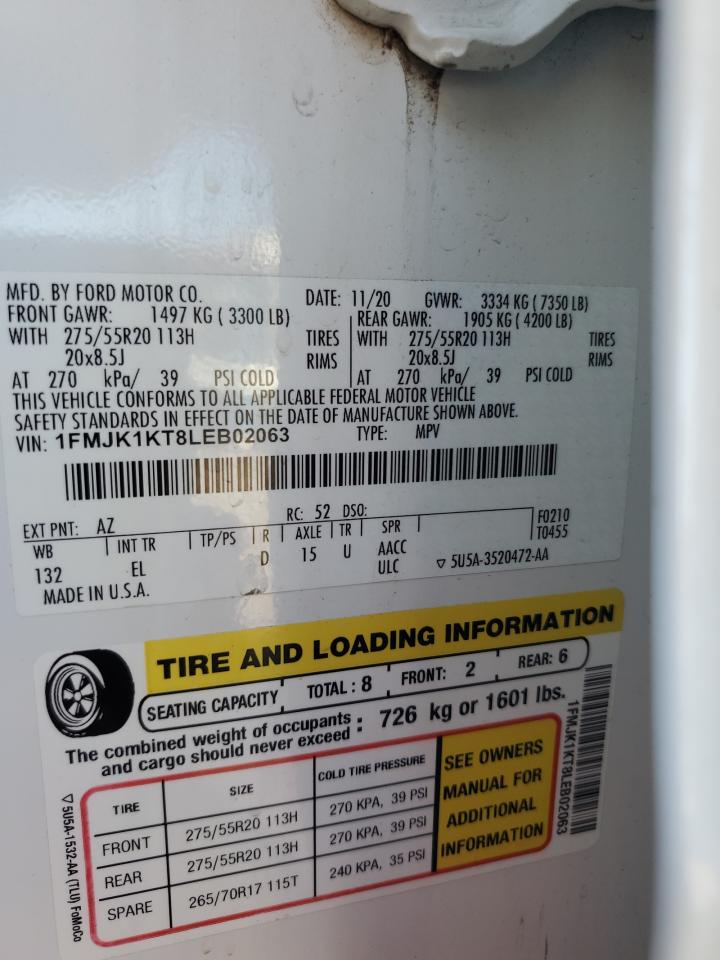 MFD. BY FORD MOTOR CO. DATE: 11/20 GVWR: 3334 KG ( 7350 LB)
FRONT GAWR: 1497 KG ( 3300 LB) REAR GAWR: 1905 KG ( 4200 LB)
WITH 275/55R20 113H TIRES WITH 275/55R20 113H TIRES
20x8.5J RIMS 20x8.5J RIMS
AT 270 kPa/ 39 PSI COLD AT 270 kPa/ 39 PSI COLD
THIS VEHICLE CONFORMS TO ALL APPLICABLE FEDERAL MOTOR VEHICLE
SAFETY STANDARDS IN EFFECT ON THE DATE OF MANUFACTURE SHOWN ABOVE.
VIN: 1FMJK1KT8LEB02063 TYPE: MPV
EXT PNT: AZ RC: 52 DSO: F0210
WB INT TR TP/PS R AXLE TR SPR T0455
132 EL D 15 U AACC
ULC ▽ 5U5A-3520472-AA
MADE IN U.S.A.
TIRE AND LOADING INFORMATION
SEATING CAPACITY TOTAL : 8 FRONT: 2 REAR: 6
The combined weight of occupants and cargo should never exceed : 726 kg or 1601 lbs.
TIRE SIZE COLD TIRE PRESSURE
FRONT 275/55R20 113H 270 KPA, 39 PSI
REAR 275/55R20 113H 270 KPA, 39 PSI
SPARE 265/70R17 115T 240 KPA, 35 PSI
SEE OWNERS
MANUAL FOR
ADDITIONAL
INFORMATION
▽ 5U5A-1532-AA (TLU) FoMoCo
1FMJK1KT8LEB02063